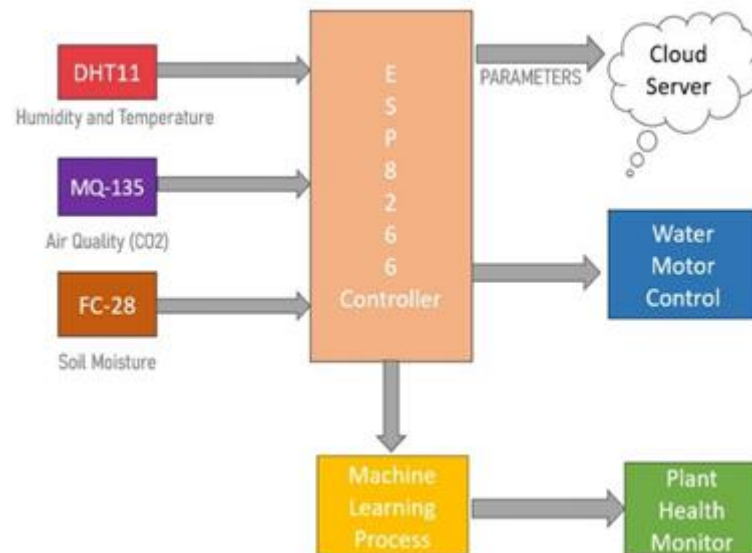 DHT11
Humidity and Temperature
MQ-135
Air Quality (CO2)
FC-28
Soil Moisture
E
S
P
8
2
6
6
Controller
PARAMETERS
Cloud
Server
Water
Motor
Control
Machine
Learning
Process
Plant
Health
Monitor